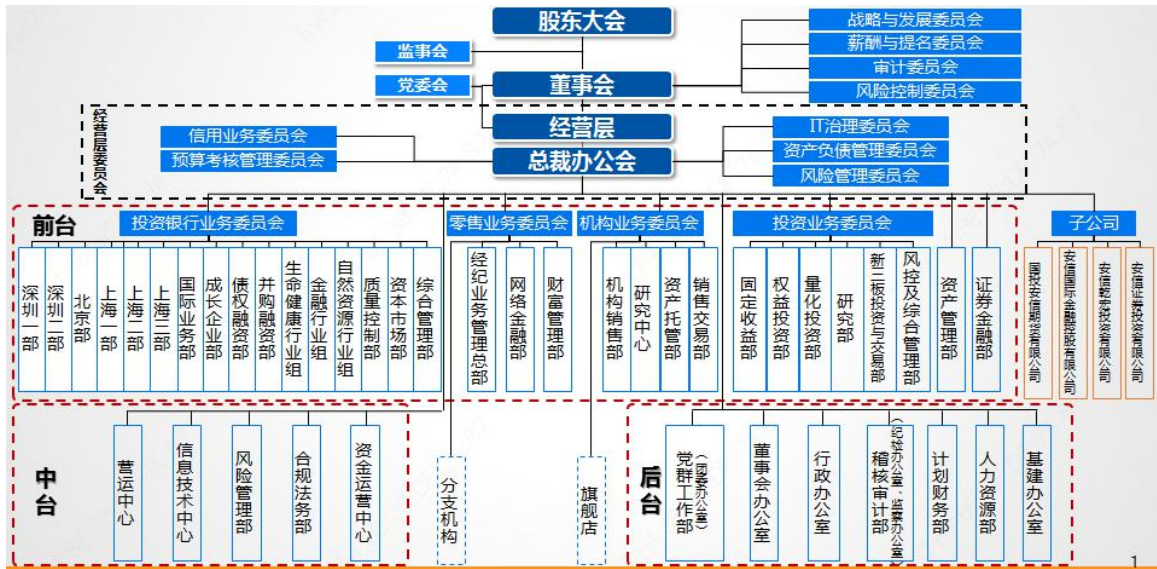 股东大会
监事会
党委会
董事会
战略与发展委员会
薪酬与提名委员会
审计委员会
风险控制委员会
经营层委员会
经营层
总裁办公会
信用业务委员会
预算考核管理委员会
IT治理委员会
资产负债管理委员会
风险管理委员会
前台
投资银行业务委员会
零售业务委员会
机构业务委员会
投资业务委员会
子公司
深圳一部
深圳二部
北京部
上海一部
上海二部
上海三部
国际业务部
成长企业部
债权融资部
并购融资部
生命健康行业组
金融行业组
自然资源行业组
质量控制部
资本市场部
综合管理部
经纪业务管理总部
网络金融部
财富管理部
机构销售部
研究中心
资产托管部
销售交易部
固定收益部
权益投资部
量化投资部
研究部
新三板投资与交易部
风控及综合管理部
资产管理部
证券金融部
国投安信期货有限公司
安信国际金融控股有限公司
安信乾宏投资有限公司
安信证券投资有限公司
中台
营运中心
信息技术中心
风险管理部
合规法务部
资金运营中心
分支机构
旗舰店
后台
党群工作部
（团委办公室）
董事会办公室
行政办公室
稽核审计部
（纪检办公室、监察办公室）
计划财务部
人力资源部
基建办公室
1